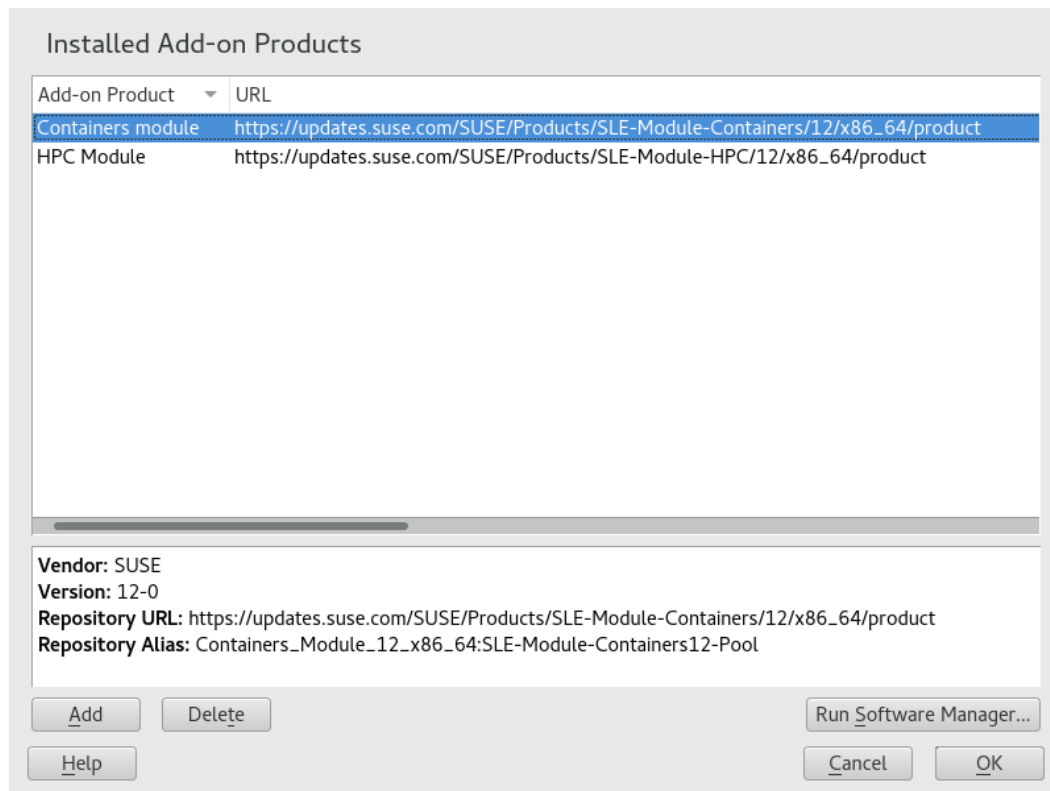 Installed Add-on Products
Add-on Product URL
Containers module https://updates.suse.com/SUSE/Products/SLE-Module-Containers/12/x86_64/product
HPC Module https://updates.suse.com/SUSE/Products/SLE-Module-HPC/12/x86_64/product
Vendor: SUSE
Version: 12-0
Repository URL: https://updates.suse.com/SUSE/Products/SLE-Module-Containers/12/x86_64/product
Repository Alias: Containers_Module_12_x86_64:SLE-Module-Containers12-Pool
Add Delete Run Software Manager...
Help Cancel OK